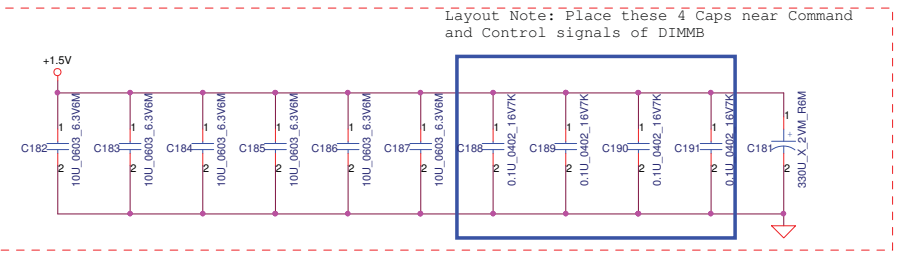 Layout Note: Place these 4 Caps near Command
and Control signals of DIMMB
+1.5V
C182 1 2 10U_0603_6.3V6M
C183 1 2 10U_0603_6.3V6M
C184 1 2 10U_0603_6.3V6M
C185 1 2 10U_0603_6.3V6M
C186 1 2 10U_0603_6.3V6M
C187 1 2 10U_0603_6.3V6M
C188 1 2 0.1U_0402_16V7K
C189 1 2 0.1U_0402_16V7K
C190 1 2 0.1U_0402_16V7K
C191 1 2 0.1U_0402_16V7K
C181 1 + 2 330U_X_2VM_R6M